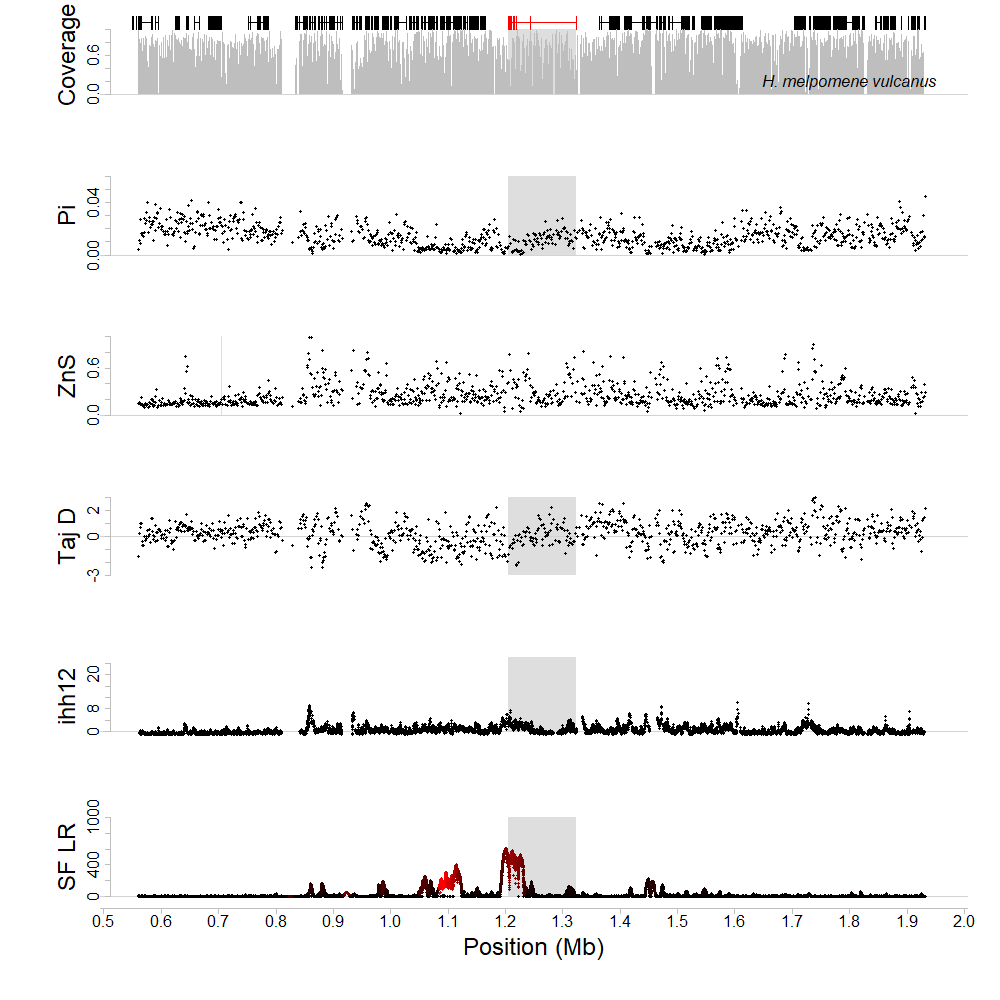 Coverage
0.0 0.6
H. melpomene vulcanus
Pi
0.00 0.04
ZnS
0.0 0.6
Taj D
-3 0 2
ihh12
0 8 20
SF LR
0 400 1000
0.5 0.6 0.7 0.8 0.9 1.0 1.1 1.2 1.3 1.4 1.5 1.6 1.7 1.8 1.9 2.0
Position (Mb)